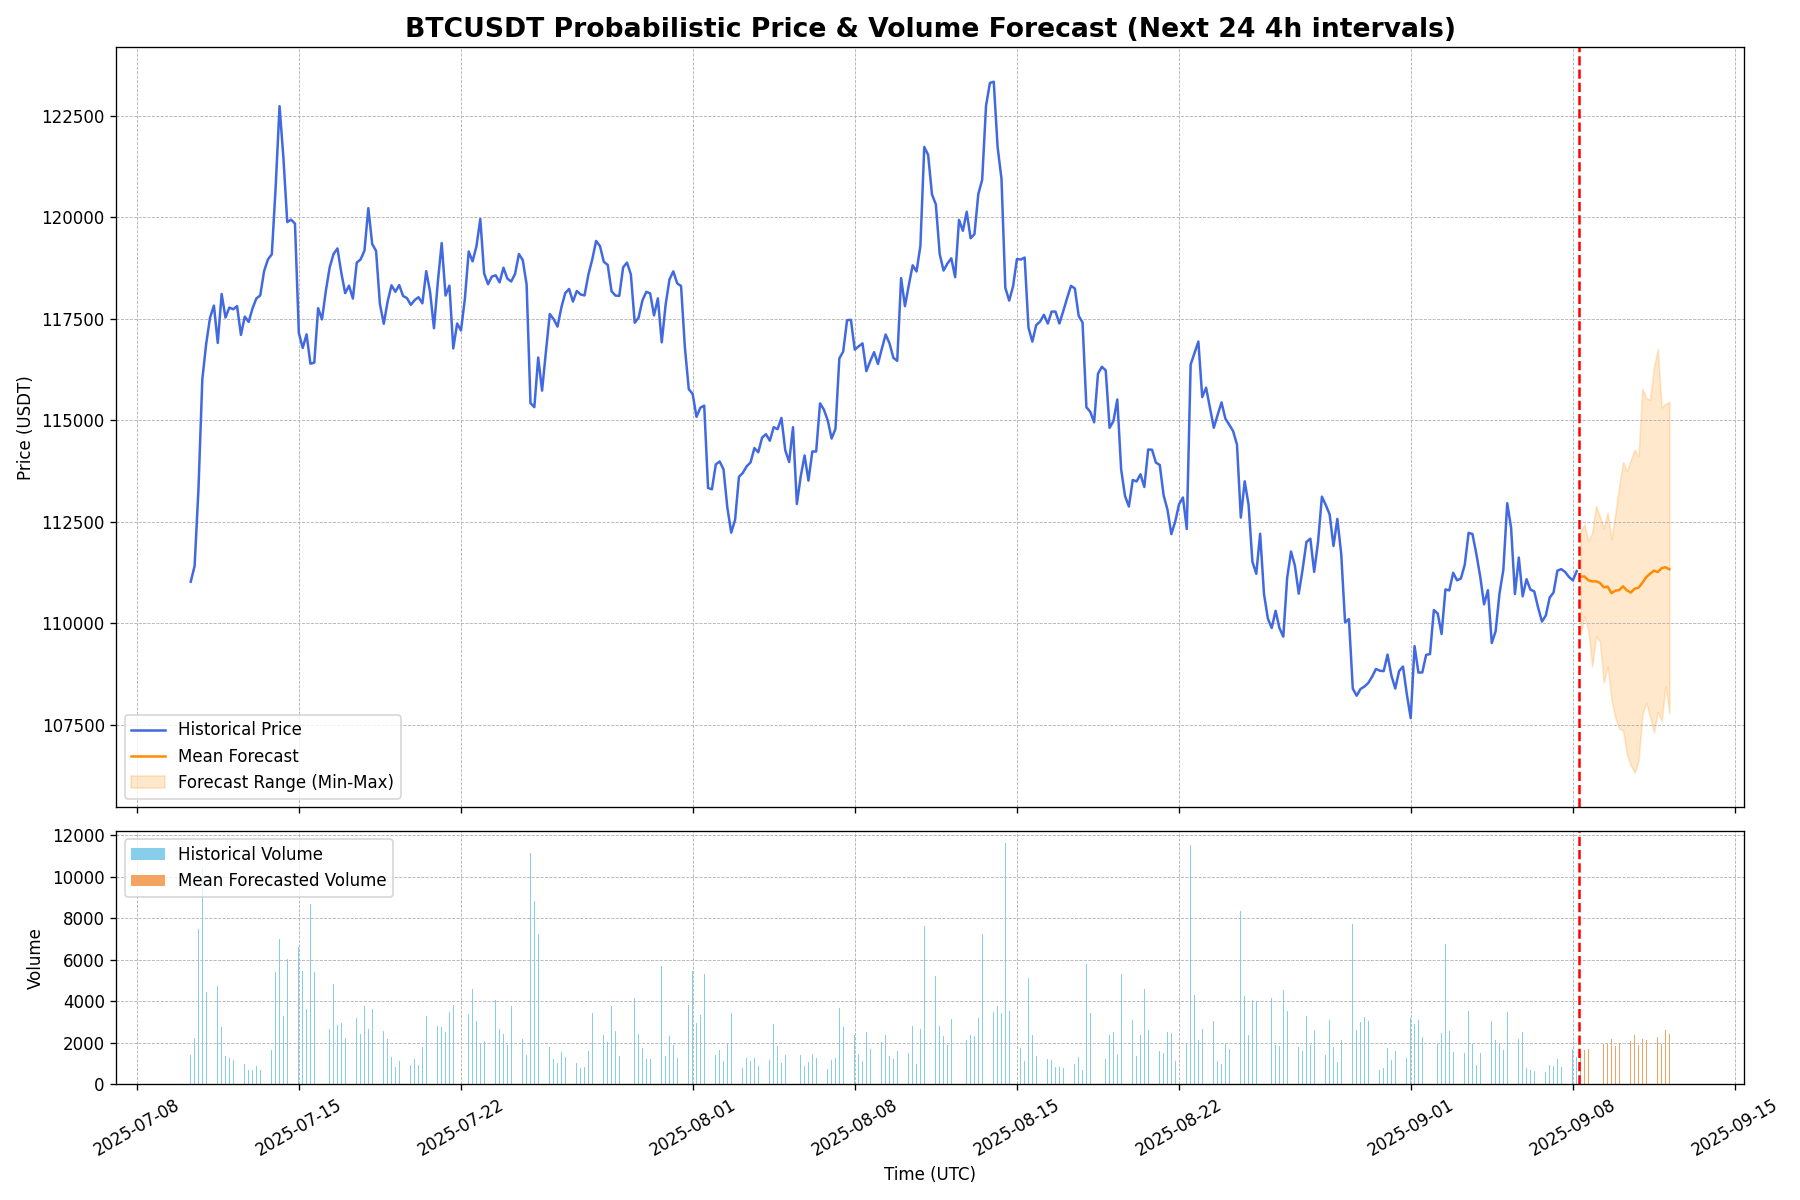 BTCUSDT Probabilistic Price & Volume Forecast (Next 24 4h intervals)
Price (USDT)
122500
120000
117500
115000
112500
110000
107500
Historical Price
Mean Forecast
Forecast Range (Min-Max)
Volume
12000
10000
8000
6000
4000
2000
0
Historical Volume
Mean Forecasted Volume
2025-07-08
2025-07-15
2025-07-22
2025-08-01
2025-08-08
2025-08-15
2025-08-22
2025-09-01
2025-09-08
2025-09-15
Time (UTC)